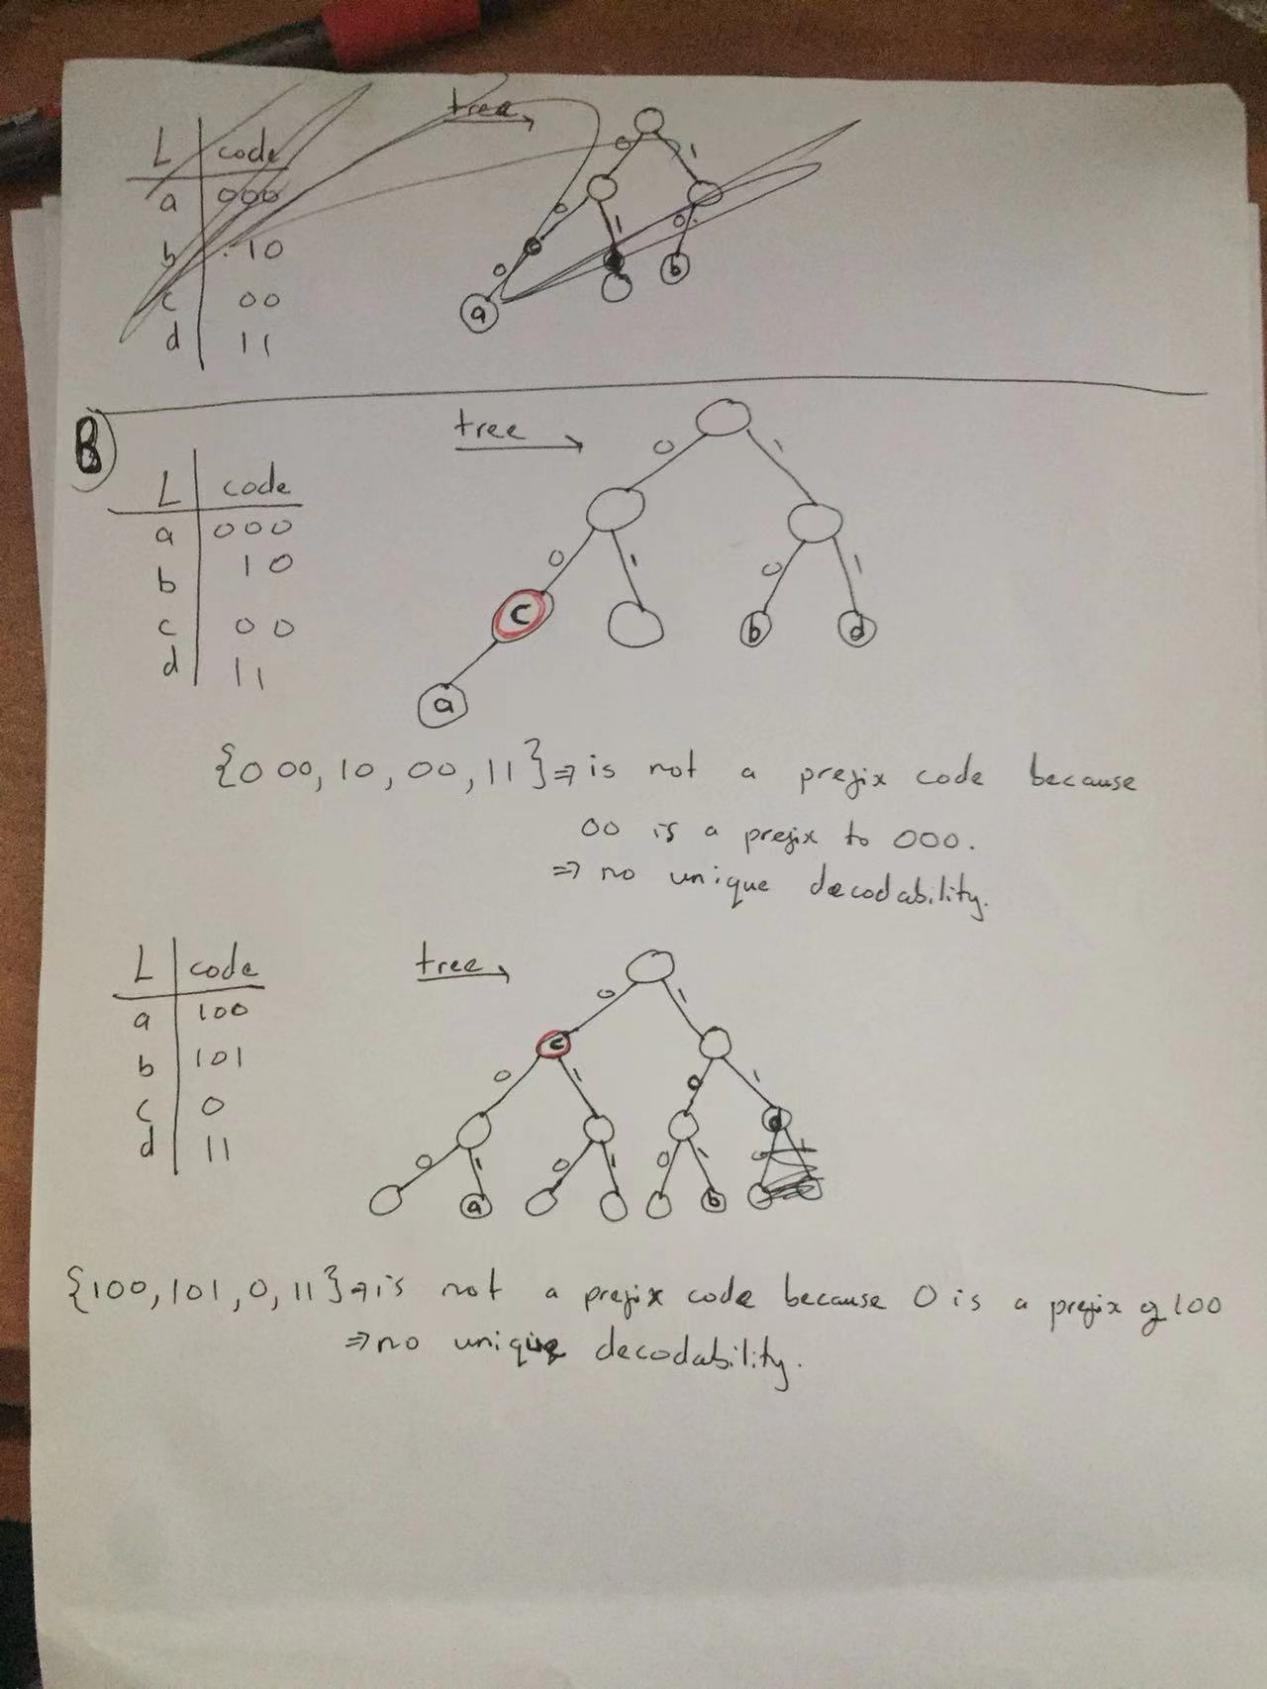 tree
L code
a 000
b 10
c 00
d 11
0 1
0 1 0
0
a b
B
tree
L code
a 000
b 10
c 00
d 11
0 1
0 1 0 1
c b d
a
{000, 10, 00, 11} ⇒ is not a prefix code because
00 is a prefix to 000.
⇒ no unique decodability.
tree
L code
a 100
b 101
c 0
d 11
0 1
c
0 1 0 1
d
0 1 0 1 0 1
a b
{100, 101, 0, 11} ⇒ is not a prefix code because 0 is a prefix of 100
⇒ no unique decodability.